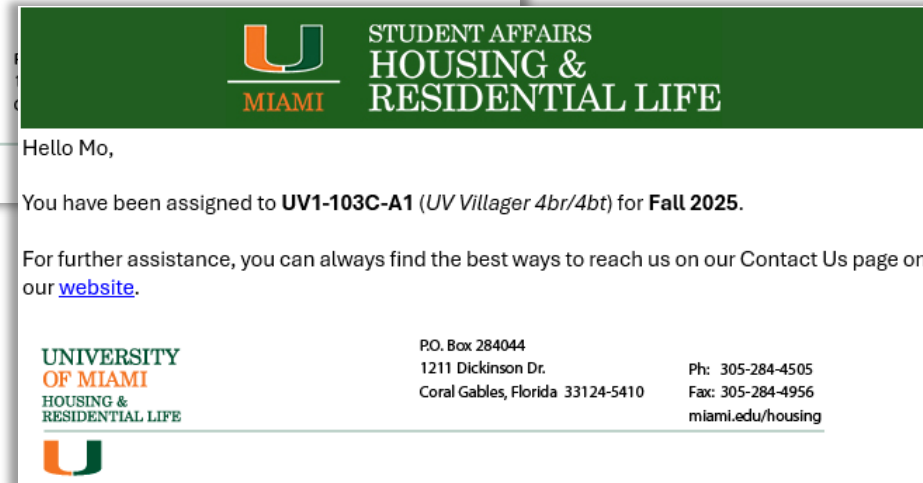 STUDENT AFFAIRS
HOUSING &
RESIDENTIAL LIFE
MIAMI
Hello Mo,
You have been assigned to UV1-103C-A1 (UV Villager 4br/4bt) for Fall 2025.
For further assistance, you can always find the best ways to reach us on our Contact Us page on
our website.
UNIVERSITY
OF MIAMI
HOUSING &
RESIDENTIAL LIFE
P.O. Box 284044
1211 Dickinson Dr.
Coral Gables, Florida 33124-5410
Ph: 305-284-4505
Fax: 305-284-4956
miami.edu/housing